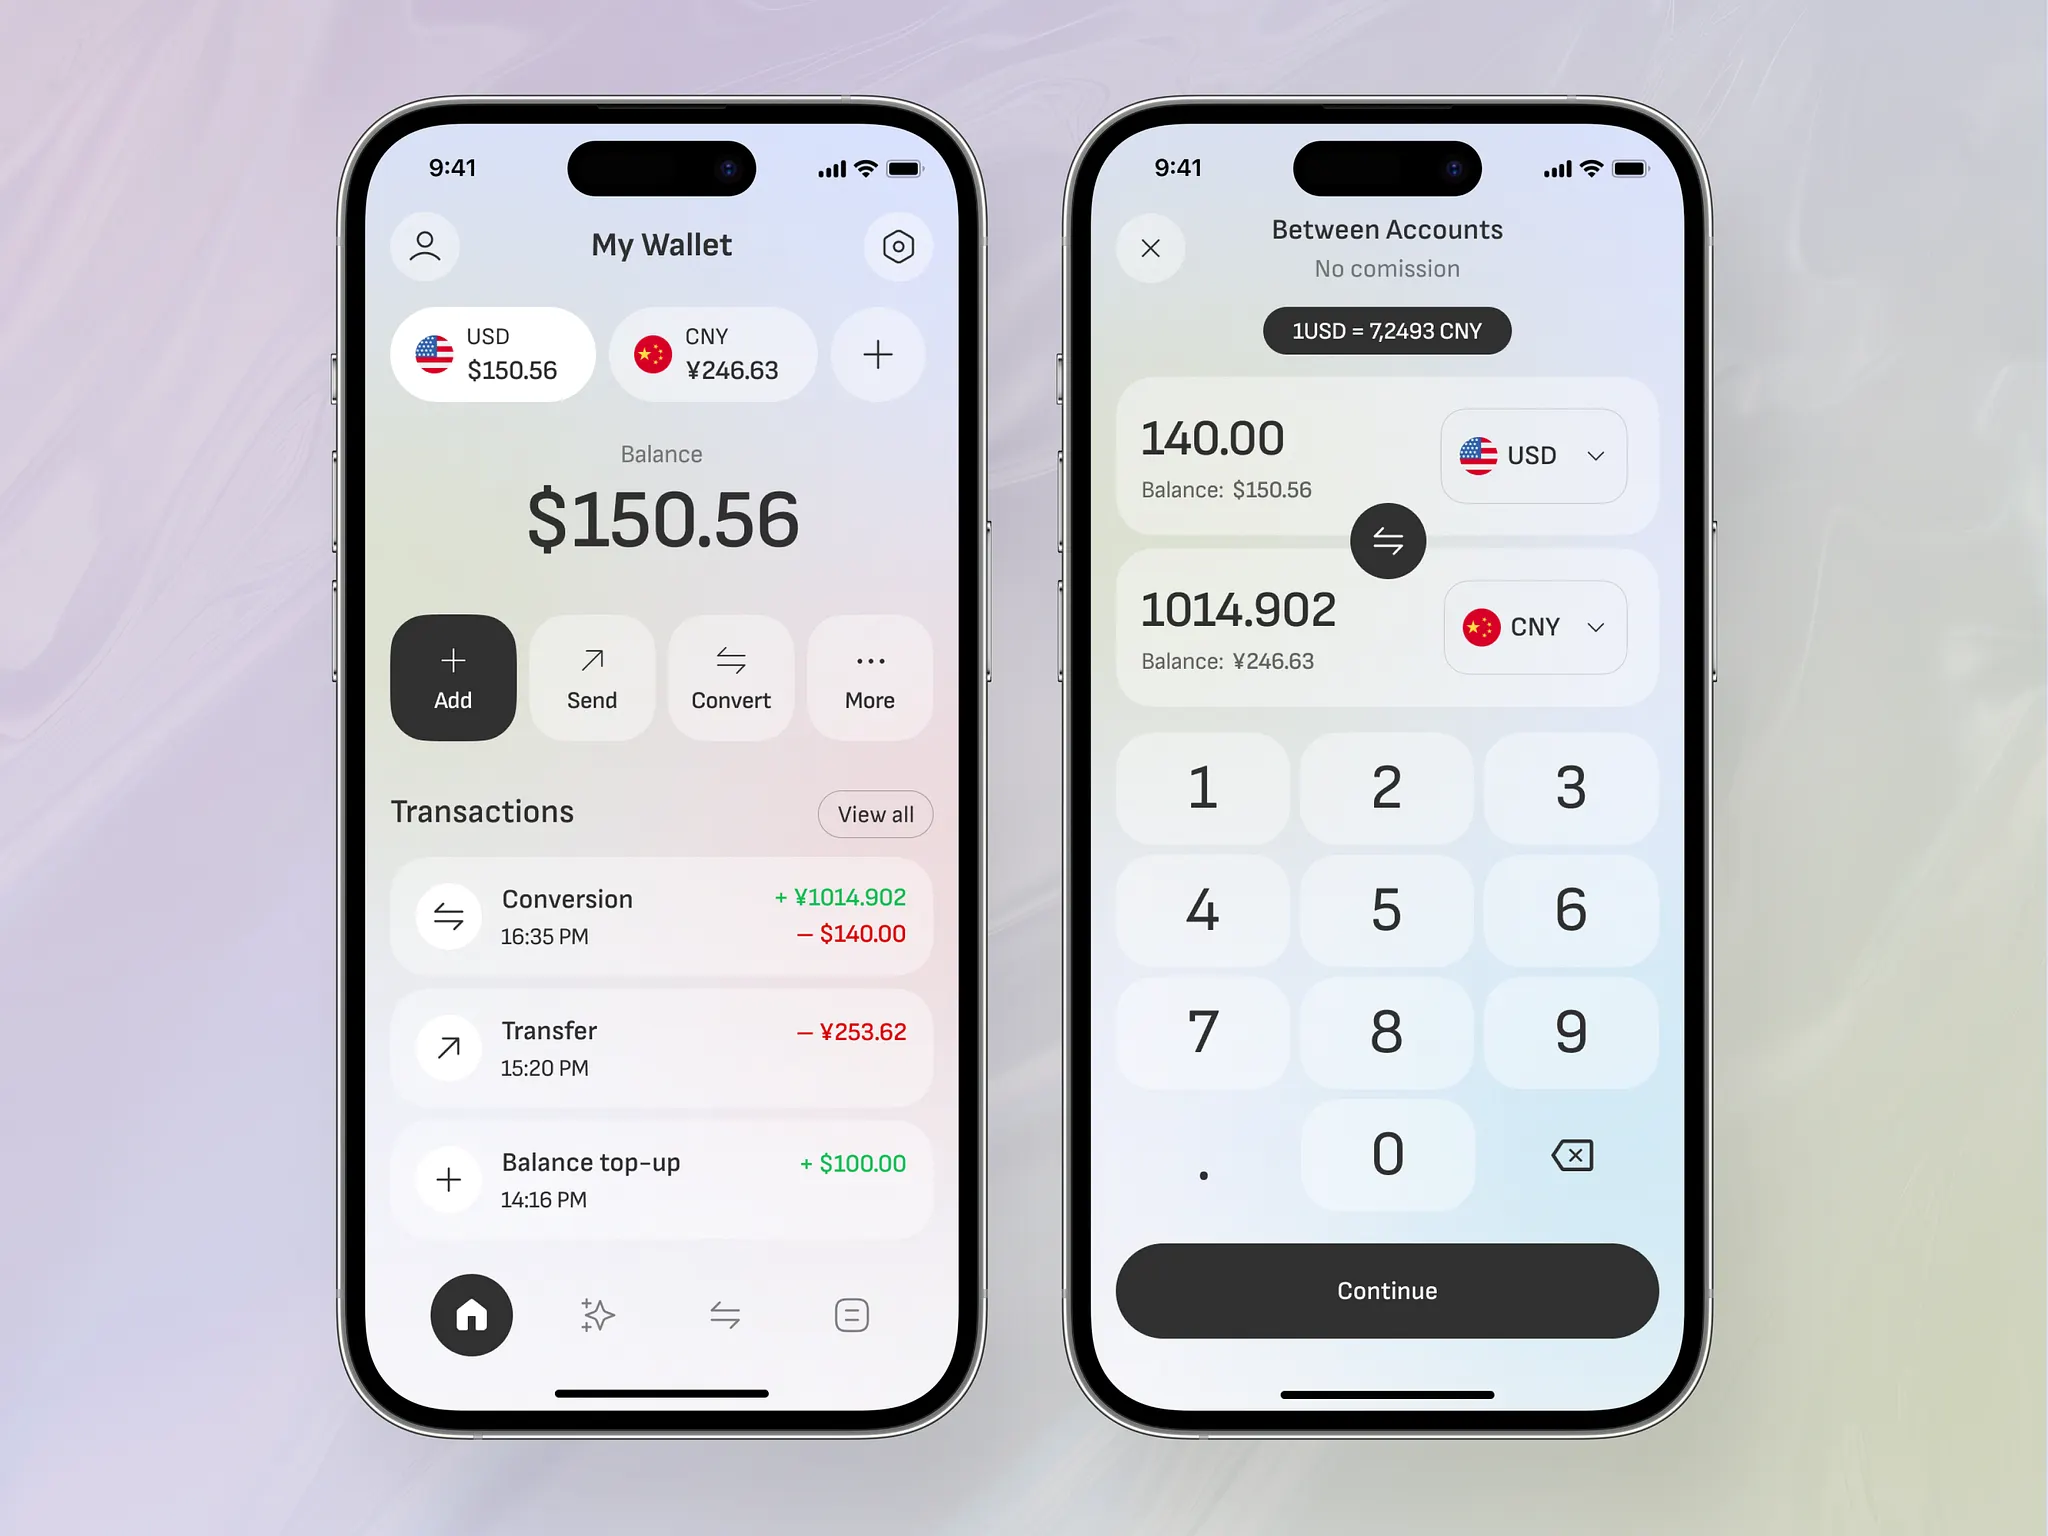 9:41
My Wallet
USD
$150.56
CNY
¥246.63
Balance
$150.56
Add
Send
Convert
More
Transactions
View all
Conversion
16:35 PM
+ ¥1014.902
– $140.00
Transfer
15:20 PM
– ¥253.62
Balance top-up
14:16 PM
+ $100.00
9:41
Between Accounts
No comission
1USD = 7,2493 CNY
140.00
Balance: $150.56
USD
1014.902
Balance: ¥246.63
CNY
1 2 3
4 5 6
7 8 9
. 0
Continue